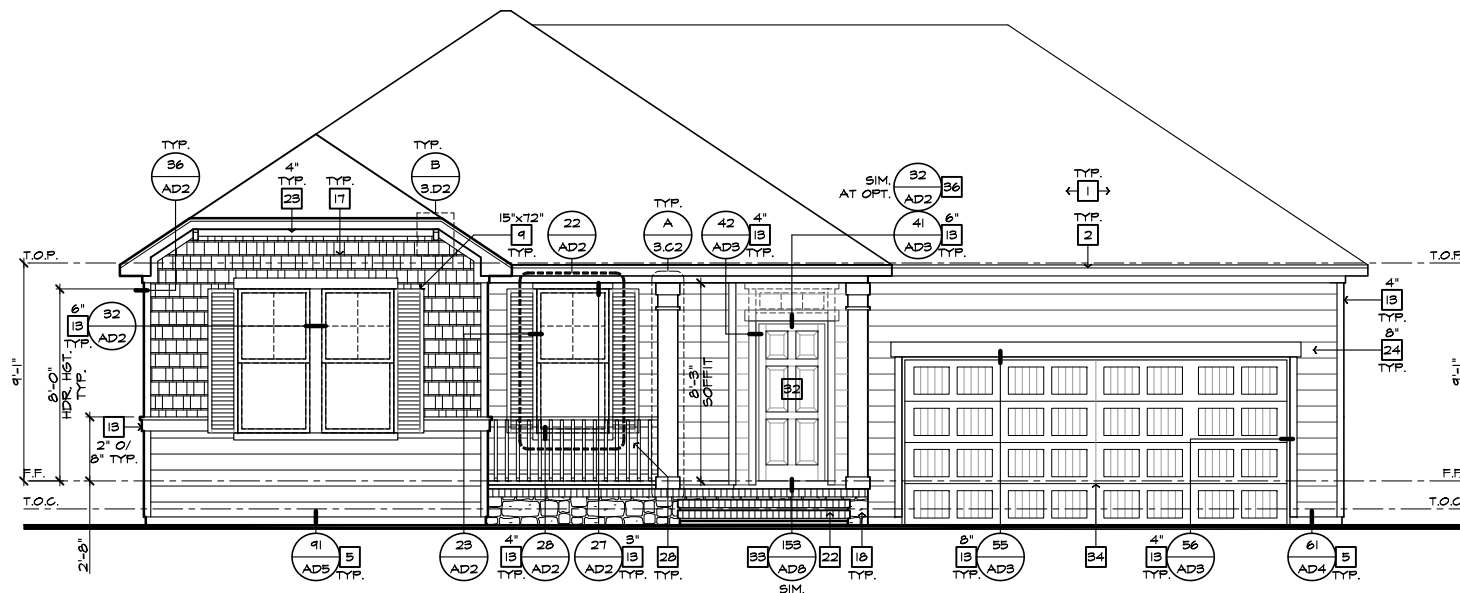 TYP.
36
AD2
4"
TYP.
23
TYP.
17
TYP.
B
3.D2
15"x72"
9
TYP.
22
AD2
TYP.
A
3.C2
42
AD3
4"
13
TYP.
SIM.
AT OPT.
32
AD2
36
41
AD3
6"
13
TYP.
TYP.
1
TYP.
2
T.O.P.
T.O.P.
6"
13
TYP.
32
AD2
4"
13
TYP.
8"
24
TYP.
9'-1"
8'-0"
HDR. HGT.
TYP.
8'-3"
SOFFIT
32
9'-1"
13
2" O/
8" TYP.
F.F.
F.F.
T.O.C.
T.O.C.
2'-8"
91
AD5
5
TYP.
23
AD2
4"
13
TYP.
28
AD2
27
AD2
3"
13
TYP.
28
TYP.
33
153
AD8
SIM.
22
18
TYP.
8"
13
TYP.
55
AD3
34
4"
13
TYP.
56
AD3
61
AD4
5
TYP.